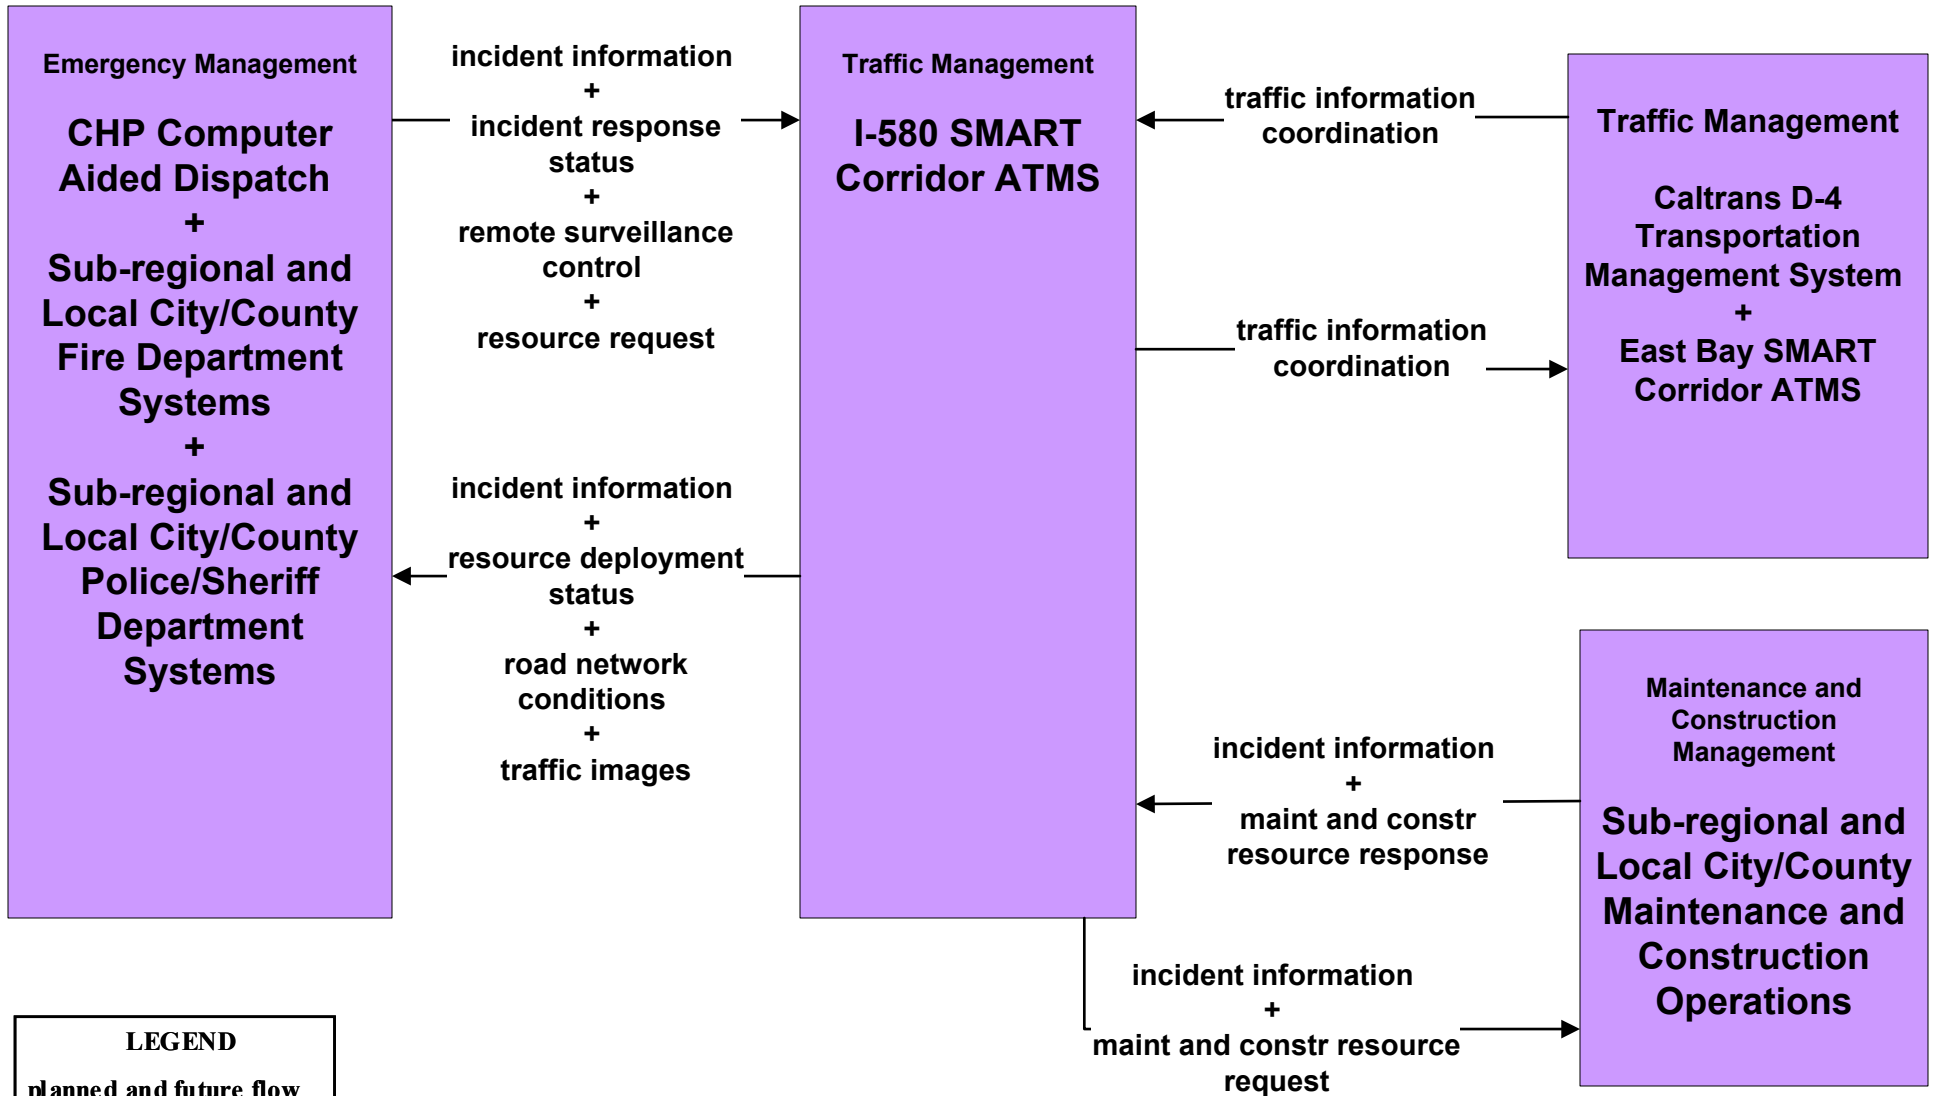 Emergency Management
CHP Computer
Aided Dispatch
+
Sub-regional and
Local City/County
Fire Department
Systems
+
Sub-regional and
Local City/County
Police/Sheriff
Department
Systems
incident information
+
incident response
status
+
remote surveillance
control
+
resource request
incident information
+
resource deployment
status
+
road network
conditions
+
traffic images
Traffic Management
I-580 SMART
Corridor ATMS
traffic information
coordination
traffic information
coordination
Traffic Management
Caltrans D-4
Transportation
Management System
+
East Bay SMART
Corridor ATMS
incident information
+
maint and constr
resource response
incident information
+
maint and constr resource
request
Maintenance and
Construction
Management
Sub-regional and
Local City/County
Maintenance and
Construction
Operations
LEGEND
planned and future flow